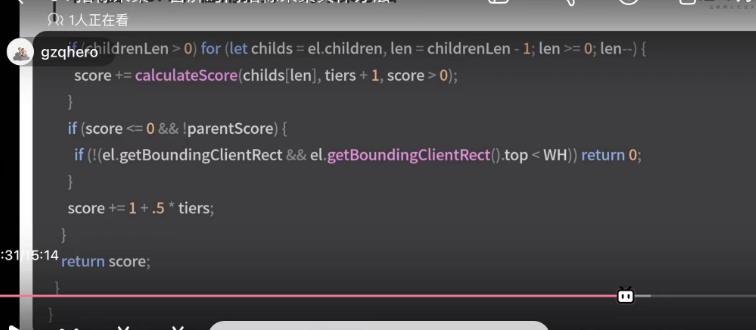 1人正在看
if (childrenLen > 0) for (let childs = el.children, len = childrenLen - 1; len >= 0; len--) {
gzqhero
score += calculateScore(childs[len], tiers + 1, score > 0);
}
if (score <= 0 && !parentScore) {
if (!(el.getBoundingClientRect && el.getBoundingClientRect().top < WH)) return 0;
}
score += 1 + .5 * tiers;
}
:31/15:14
return score;
}
}